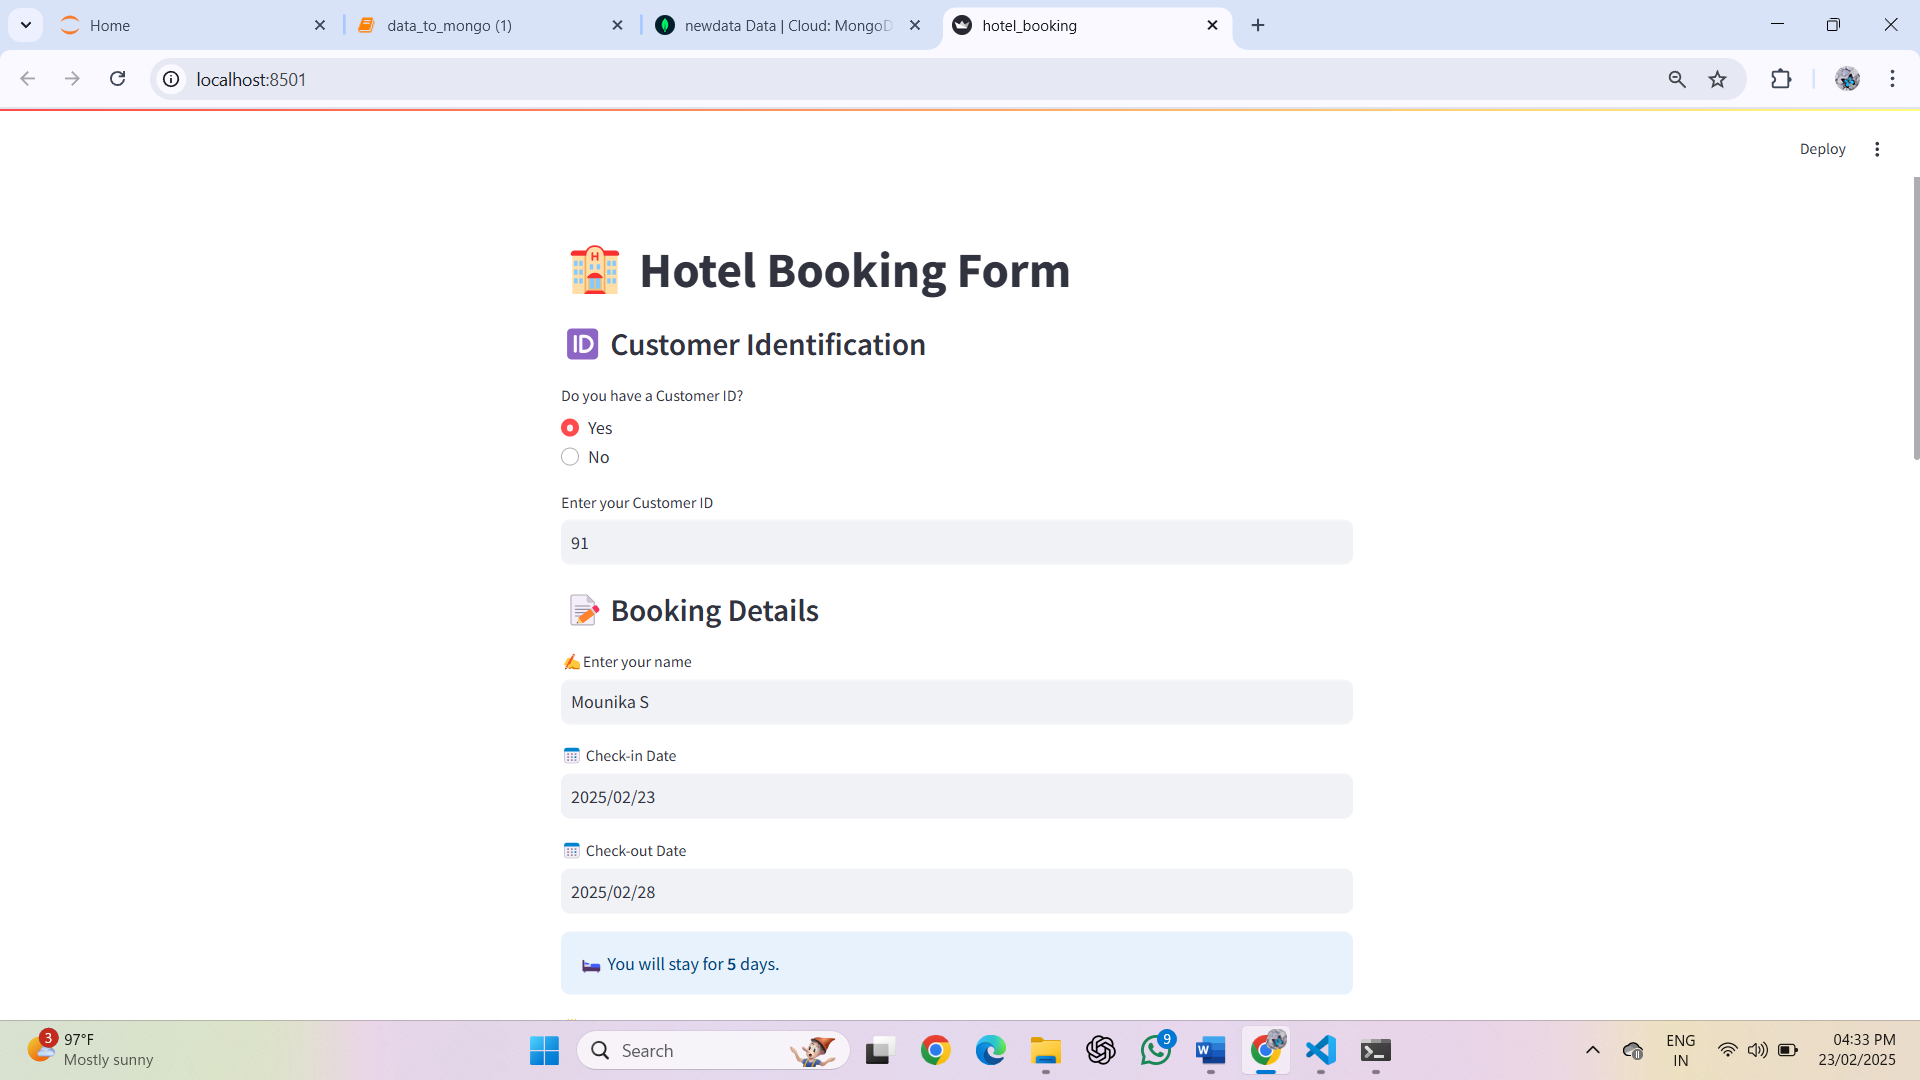 Home
data_to_mongo (1)
newdata Data | Cloud: MongoD
hotel_booking
localhost:8501
Deploy
H
Hotel Booking Form
ID Customer Identification
Do you have a Customer ID?
Yes
No
Enter your Customer ID
91
Booking Details
Enter your name
Mounika S
Check-in Date
2025/02/23
Check-out Date
2025/02/28
You will stay for 5 days.
3
97°F
Mostly sunny
Search
9
W
ENG
IN
04:33 PM
23/02/2025